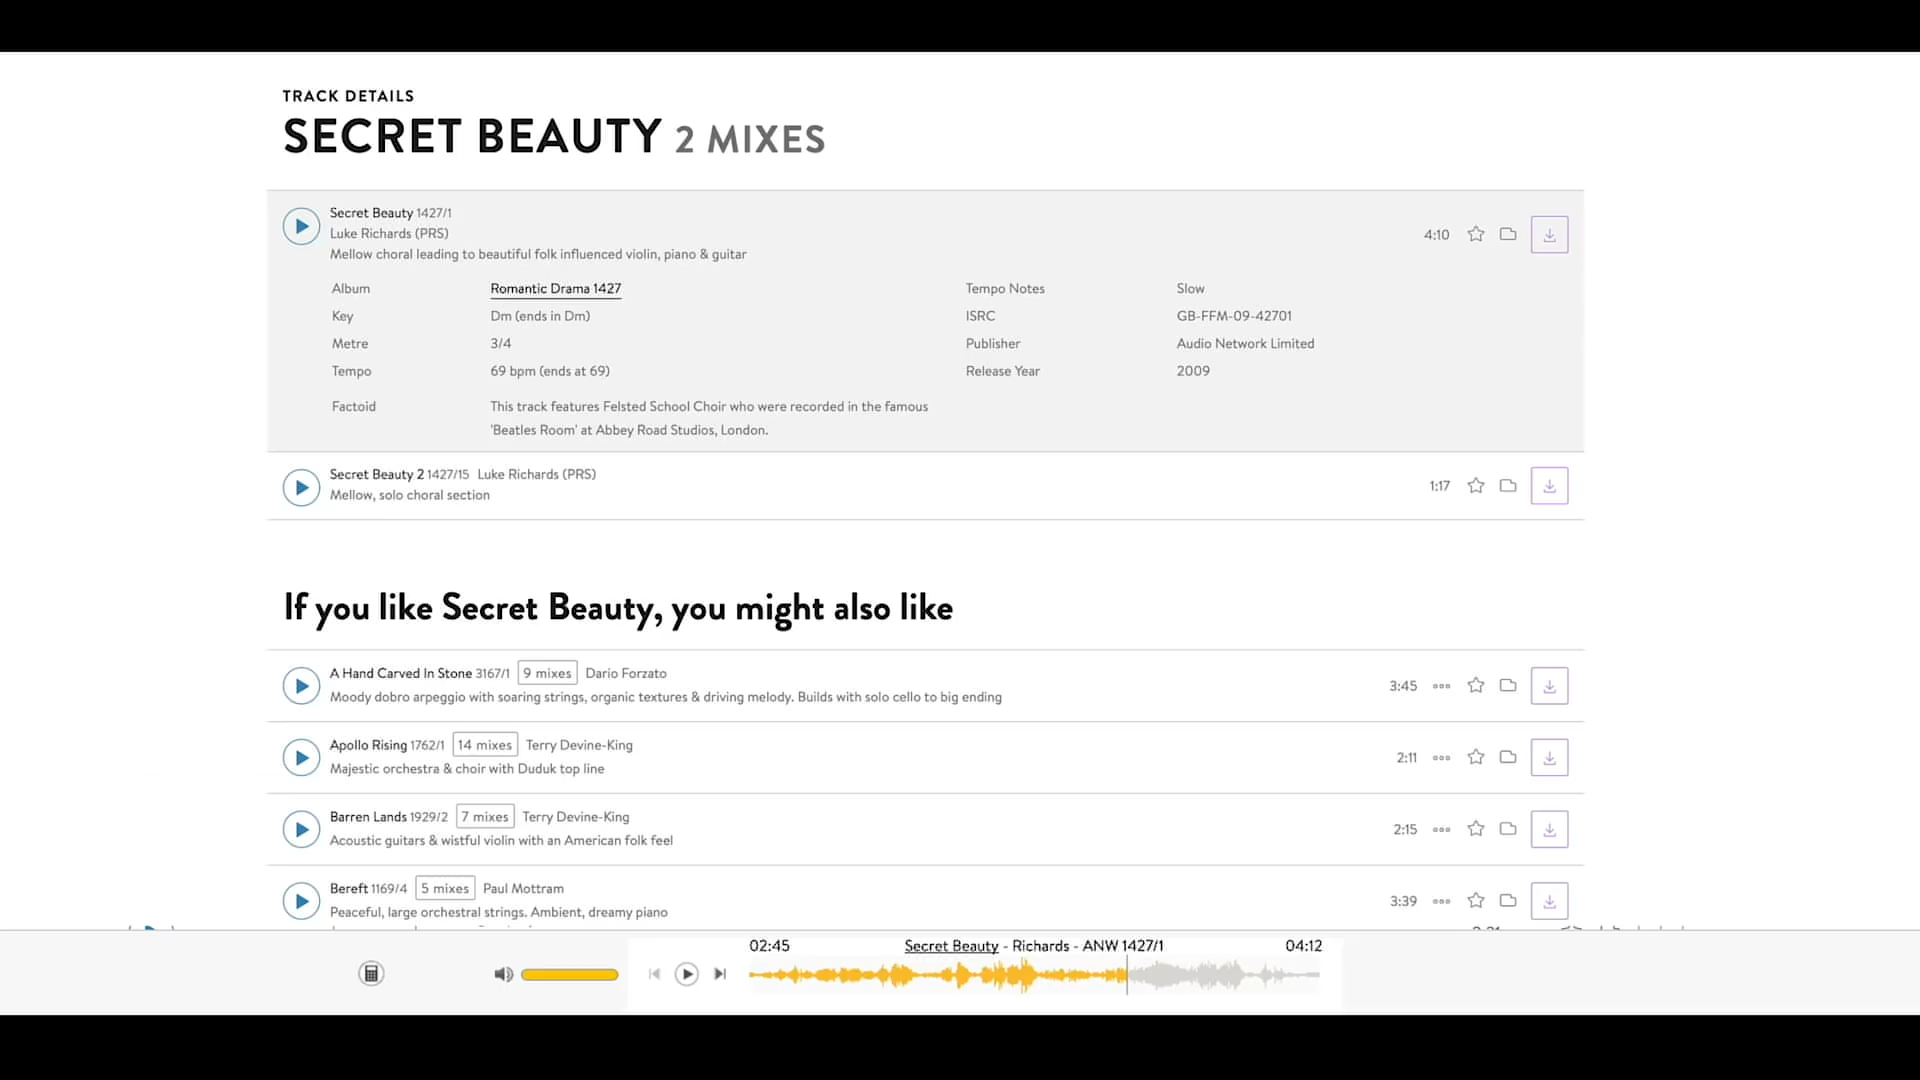 TRACK DETAILS
SECRET BEAUTY 2 MIXES
Secret Beauty 1427/1
Luke Richards (PRS)
Mellow choral leading to beautiful folk influenced violin, piano & guitar
4:10
Album Romantic Drama 1427 Tempo Notes Slow
Key Dm (ends in Dm) ISRC GB-FFM-09-42701
Metre 3/4 Publisher Audio Network Limited
Tempo 69 bpm (ends at 69) Release Year 2009
Factoid This track features Felsted School Choir who were recorded in the famous
'Beatles Room' at Abbey Road Studios, London.
Secret Beauty 2 1427/15 Luke Richards (PRS)
Mellow, solo choral section
1:17
If you like Secret Beauty, you might also like
A Hand Carved In Stone 3167/1 9 mixes Dario Forzato
Moody dobro arpeggio with soaring strings, organic textures & driving melody. Builds with solo cello to big ending
3:45
Apollo Rising 1762/1 14 mixes Terry Devine-King
Majestic orchestra & choir with Duduk top line
2:11
Barren Lands 1929/2 7 mixes Terry Devine-King
Acoustic guitars & wistful violin with an American folk feel
2:15
Bereft 1169/4 5 mixes Paul Mottram
Peaceful, large orchestral strings. Ambient, dreamy piano
3:39
02:45 Secret Beauty - Richards - ANW 1427/1 04:12